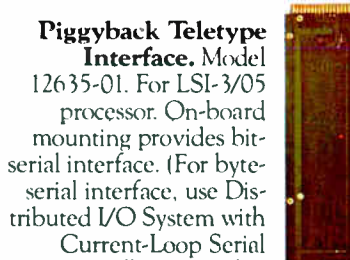 Piggyback Teletype
Interface. Model
12635-01. For LSI-3/05
processor. On-board
mounting provides bit-
serial interface. (For byte-
serial interface, use Dis-
tributed I/O System with
Current-Loop Serial